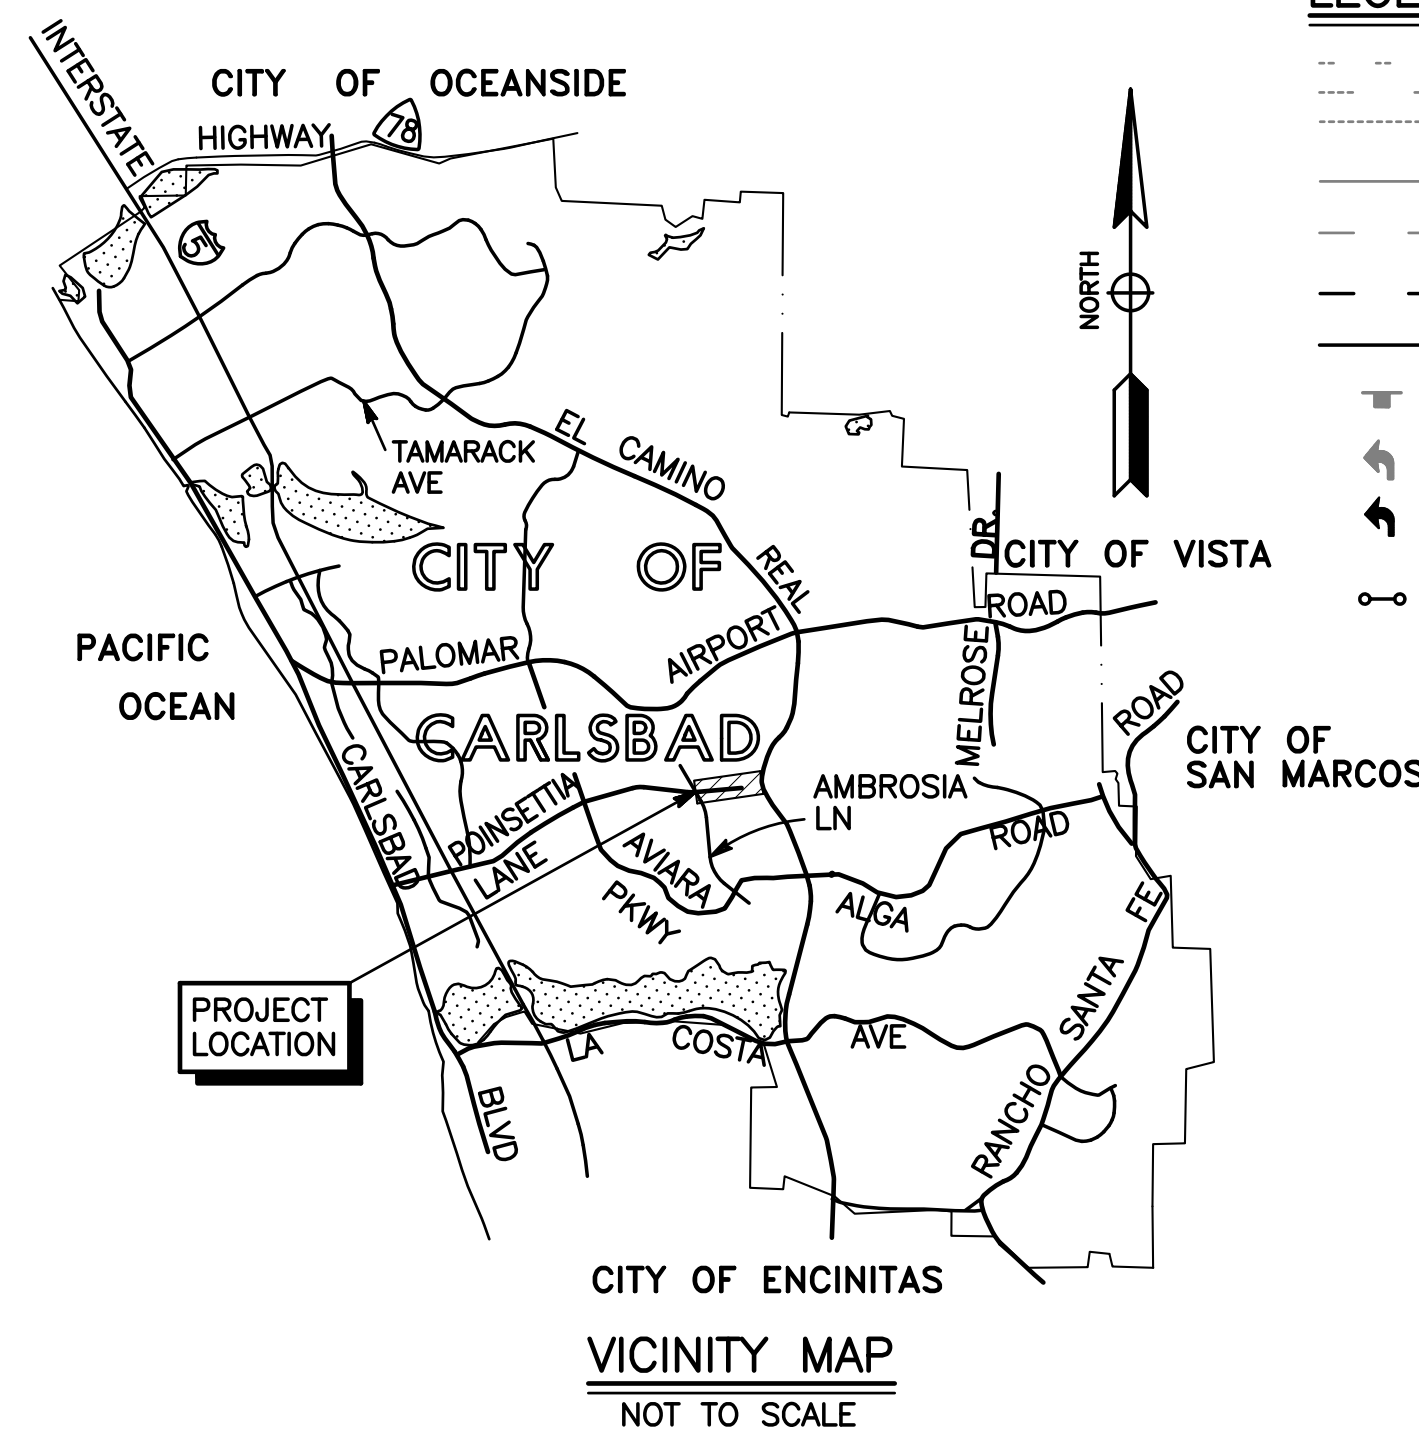 INTERSTATE
5
CITY OF OCEANSIDE
HIGHWAY
78
NORTH
TAMARACK
AVE
EL CAMINO REAL
CITY OF
CARLSBAD
DR.
MELROSE
CITY OF VISTA
PALOMAR AIRPORT ROAD
PACIFIC
OCEAN
ROAD
CITY OF
SAN MARCOS
CARLSBAD
BLVD
POINSETTIA
LANE
AVIARA
PKWY
AMBROSIA
LN
ALGA ROAD
RANCHO SANTA FE
PROJECT
LOCATION
LA COSTA AVE
CITY OF ENCINITAS
VICINITY MAP
NOT TO SCALE